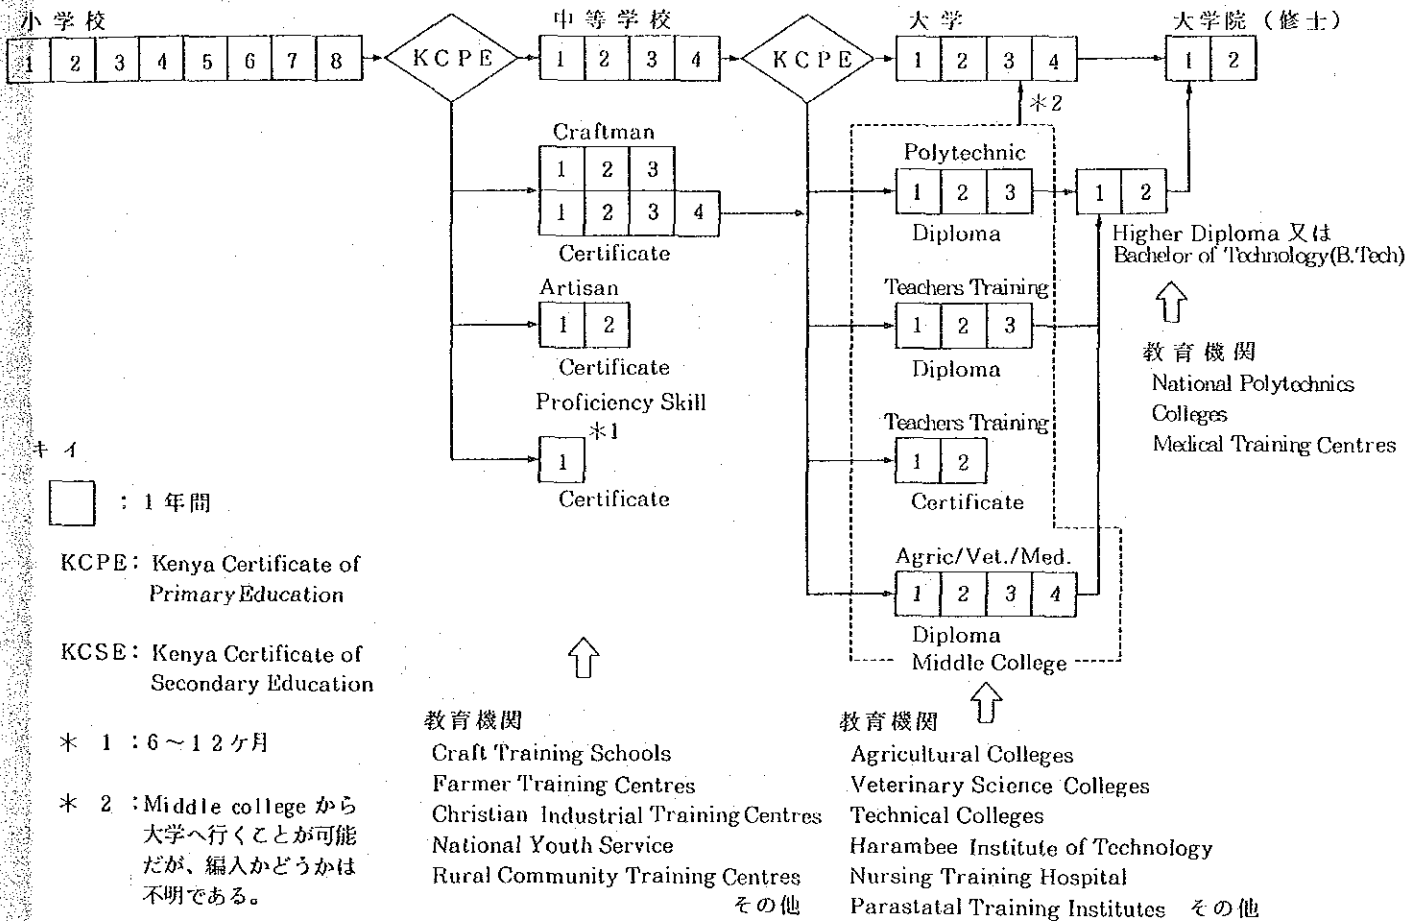 小学校
1 2 3 4 5 6 7 8
KCPE
中等学校
1 2 3 4
KCPE
大学
1 2 3 4
大学院（修士）
1 2
＊2
Craftman
1 2 3
1 2 3 4
Certificate
Artisan
1 2
Certificate
Proficiency Skill
＊1
1
Certificate
Polytechnic
1 2 3
Diploma
1 2
Higher Diploma 又は
Bachelor of Technology(B.Tech)
Teachers Training
1 2 3
Diploma
Teachers Training
1 2
Certificate
Agric/Vet./Med.
1 2 3 4
Diploma
Middle College
教育機関
National Polytechnics
Colleges
Medical Training Centres
キイ
：1年間
KCPE：Kenya Certificate of
Primary Education
KCSE：Kenya Certificate of
Secondary Education
＊ 1 ：6～12ケ月
＊ 2 ：Middle college から
大学へ行くことが可能
だが、編入かどうかは
不明である。
教育機関
Craft Training Schools
Farmer Training Centres
Christian Industrial Training Centres
National Youth Service
Rural Community Training Centres
その他
教育機関
Agricultural Colleges
Veterinary Science Colleges
Technical Colleges
Harambee Institute of Technology
Nursing Training Hospital
Parastatal Training Institutes その他